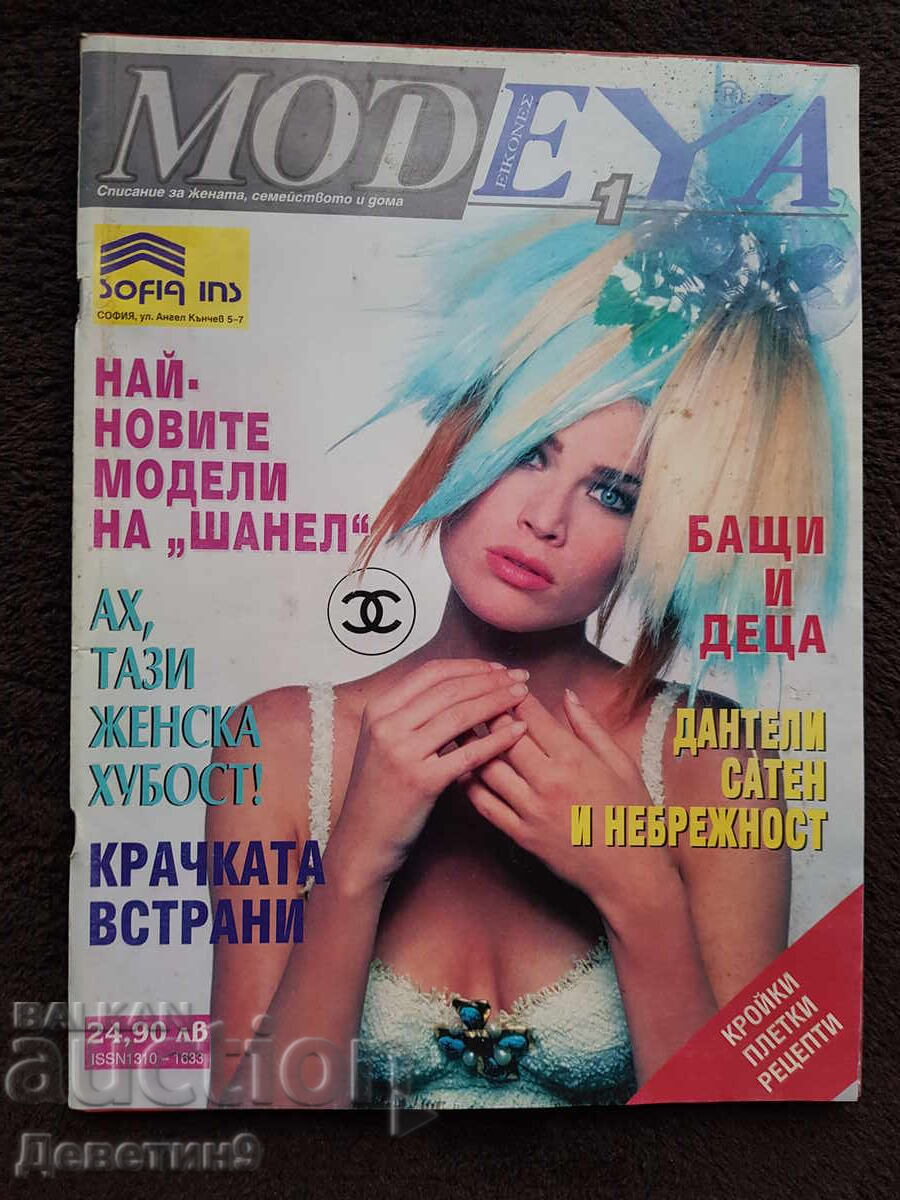 MODEYA ®
ΕΙΚΟΝΕΣ
1
Списание за жената, семейството и дома
SOFIA INS
СОФИЯ, ул. Ангел Кънчев 5-7
НАЙ-
НОВИТЕ
МОДЕЛИ
НА „ШАНЕЛ“
АХ,
ТАЗИ
ЖЕНСКА
ХУБОСТ!
КРАЧКАТА
ВСТРАНИ
БАЩИ
И
ДЕЦА
ДАНТЕЛИ
САТЕН
И НЕБРЕЖНОСТ
КРОЙКИ
ПЛЕТКИ
РЕЦЕПТИ
24,90 лв
ISSN1310-1633
BALKAN
auction
Деветин9